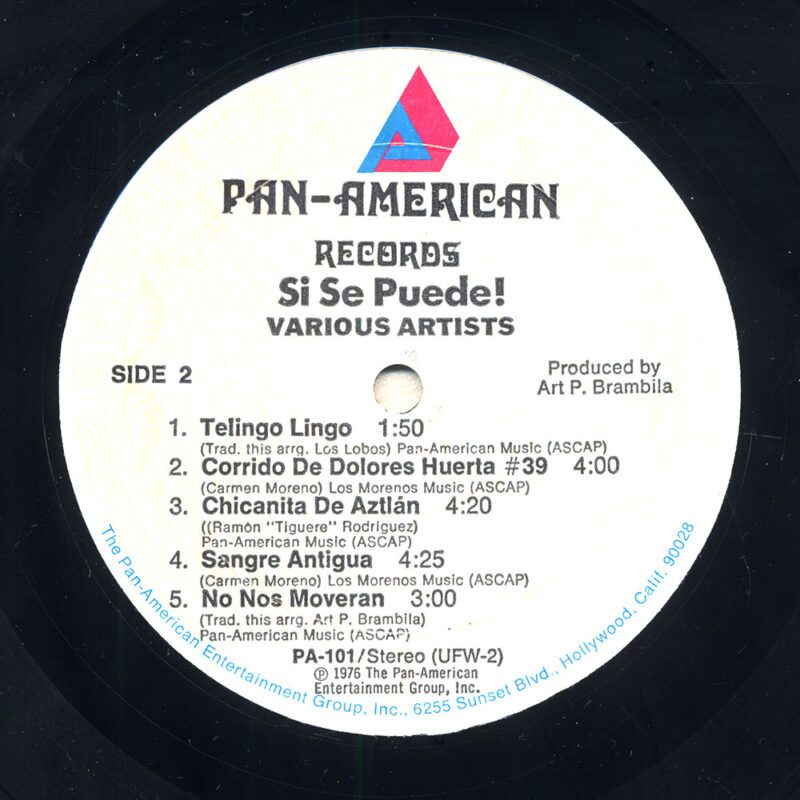 PAN-AMERICAN
RECORDS
Si Se Puede!
VARIOUS ARTISTS
SIDE 2
Produced by
Art P. Brambila
1. Telingo Lingo 1:50
(Trad. this arrg. Los Lobos) Pan-American Music (ASCAP)
2. Corrido De Dolores Huerta #39 4:00
(Carmen Moreno) Los Morenos Music (ASCAP)
3. Chicanita De Aztlán 4:20
((Ramón "Tiguere" Rodríguez)
Pan-American Music (ASCAP)
4. Sangre Antigua 4:25
(Carmen Moreno) Los Morenos Music (ASCAP)
5. No Nos Moveran 3:00
(Trad. this arrg. Art P. Brambila)
Pan-American Music (ASCAP)
PA-101/Stereo (UFW-2)
℗ 1976 The Pan-American
Entertainment Group, Inc.
The Pan-American Entertainment Group, Inc., 6255 Sunset Blvd., Hollywood, Calif. 90028